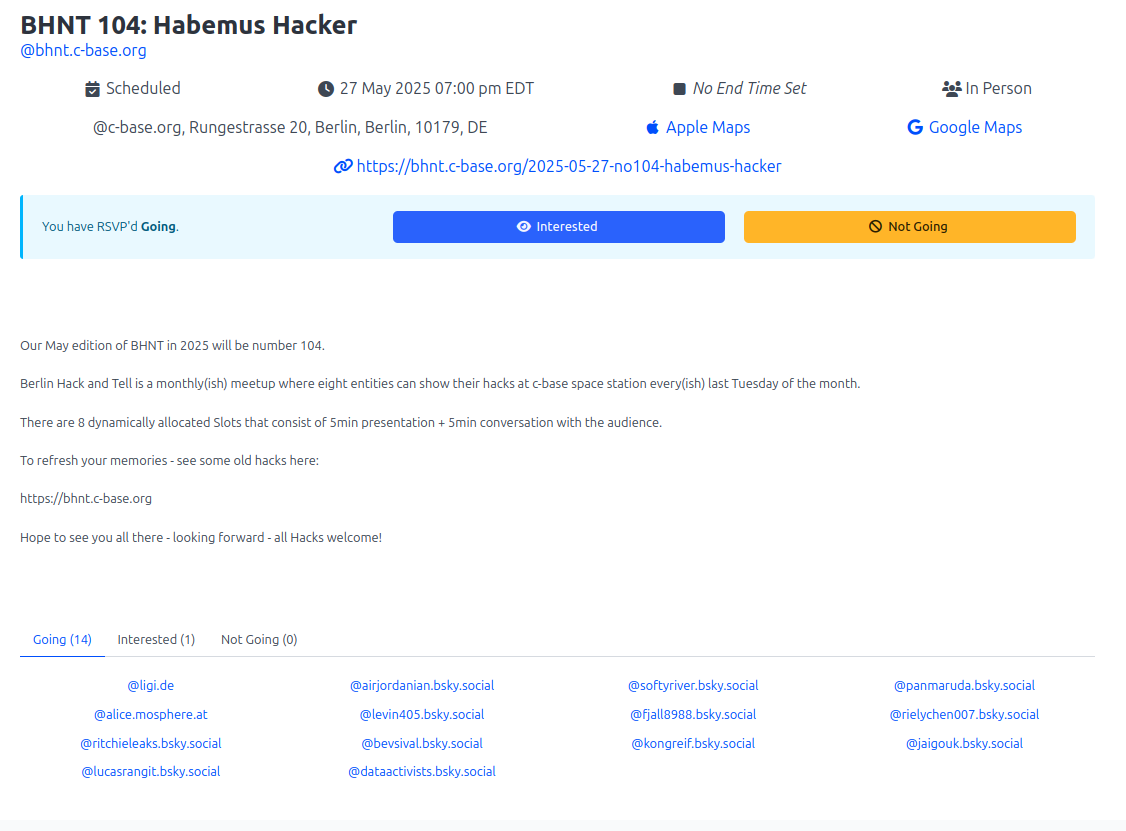 BHNT 104: Habemus Hacker
@bhnt.c-base.org
Scheduled 27 May 2025 07:00 pm EDT No End Time Set In Person
@c-base.org, Rungestrasse 20, Berlin, Berlin, 10179, DE Apple Maps Google Maps
https://bhnt.c-base.org/2025-05-27-no104-habemus-hacker
You have RSVP'd Going. Interested Not Going
Our May edition of BHNT in 2025 will be number 104.
Berlin Hack and Tell is a monthly(ish) meetup where eight entities can show their hacks at c-base space station every(ish) last Tuesday of the month.
There are 8 dynamically allocated Slots that consist of 5min presentation + 5min conversation with the audience.
To refresh your memories - see some old hacks here:
https://bhnt.c-base.org
Hope to see you all there - looking forward - all Hacks welcome!
Going (14) Interested (1) Not Going (0)
@ligi.de @airjordanian.bsky.social @softyriver.bsky.social @panmaruda.bsky.social
@alice.mosphere.at @levin405.bsky.social @fjall8988.bsky.social @rielychen007.bsky.social
@ritchieleaks.bsky.social @bevsival.bsky.social @kongreif.bsky.social @jaigouk.bsky.social
@lucasrangit.bsky.social @dataactivists.bsky.social